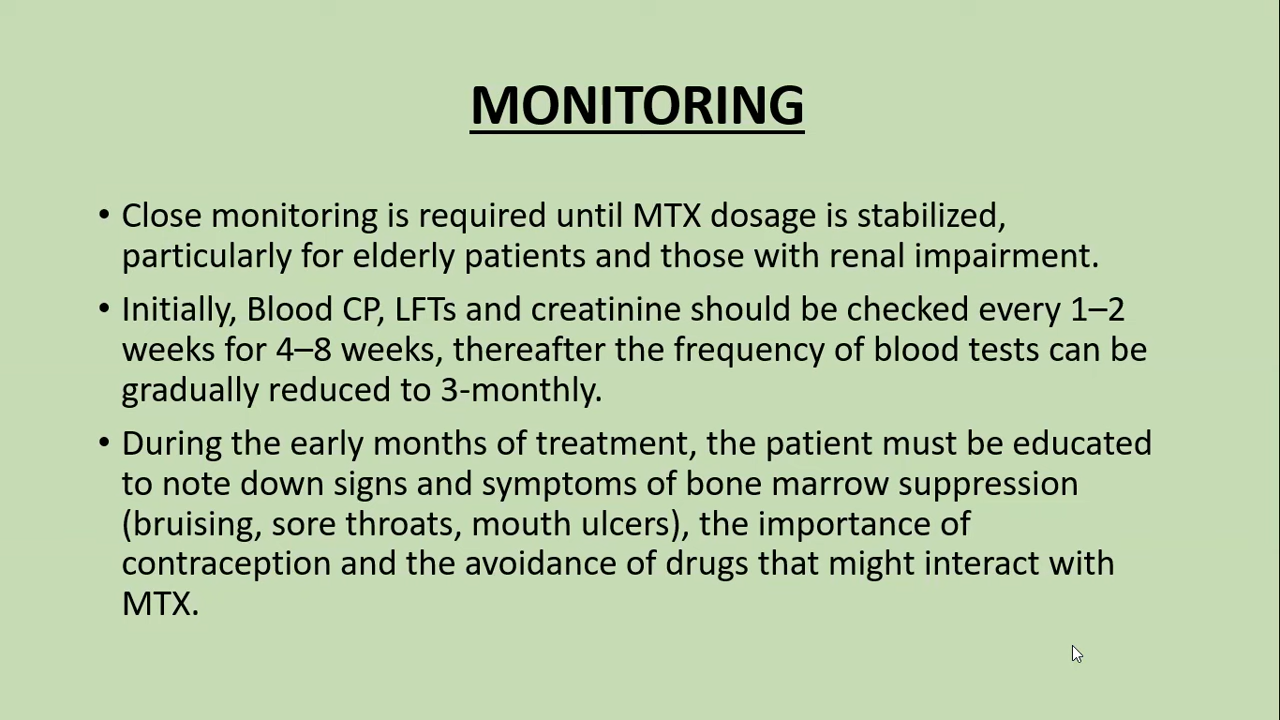 MONITORING
• Close monitoring is required until MTX dosage is stabilized,
particularly for elderly patients and those with renal impairment.
• Initially, Blood CP, LFTs and creatinine should be checked every 1–2
weeks for 4–8 weeks, thereafter the frequency of blood tests can be
gradually reduced to 3-monthly.
• During the early months of treatment, the patient must be educated
to note down signs and symptoms of bone marrow suppression
(bruising, sore throats, mouth ulcers), the importance of
contraception and the avoidance of drugs that might interact with
MTX.